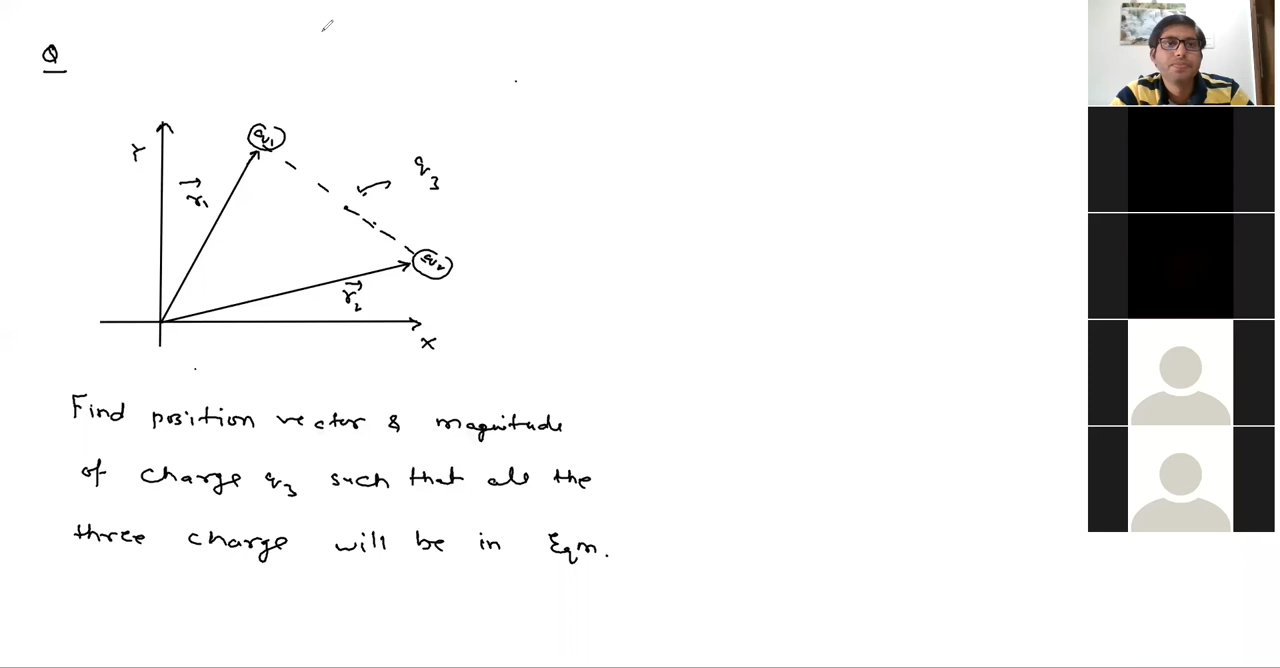 Q
Y
q1
q3
r1
q2
r2
X
Find position vector & magnitude
of charge q3 such that all the
three charge will be in Eqm.